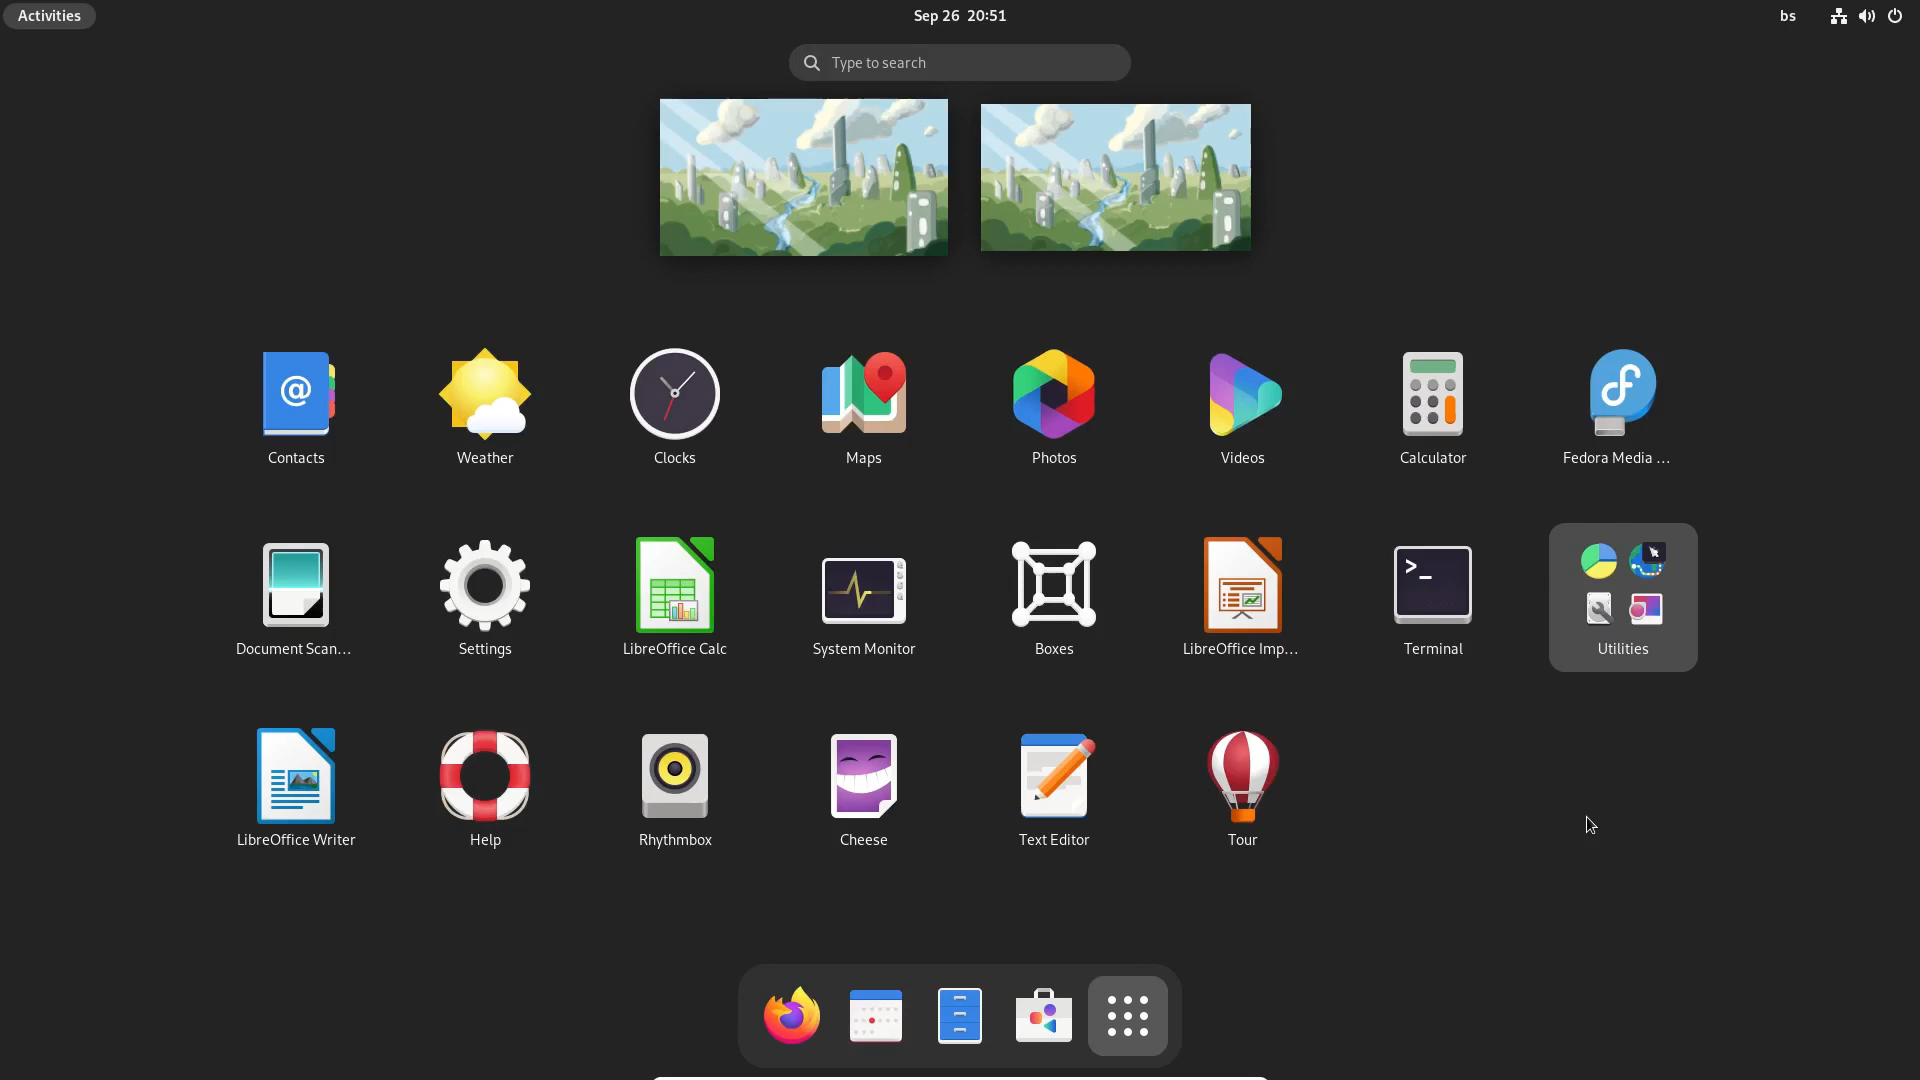 Activities
Sep 26 20:51
bs
Type to search
Contacts
Weather
Clocks
Maps
Photos
Videos
Calculator
Fedora Media ...
Document Scan...
Settings
LibreOffice Calc
System Monitor
Boxes
LibreOffice Imp...
Terminal
Utilities
LibreOffice Writer
Help
Rhythmbox
Cheese
Text Editor
Tour